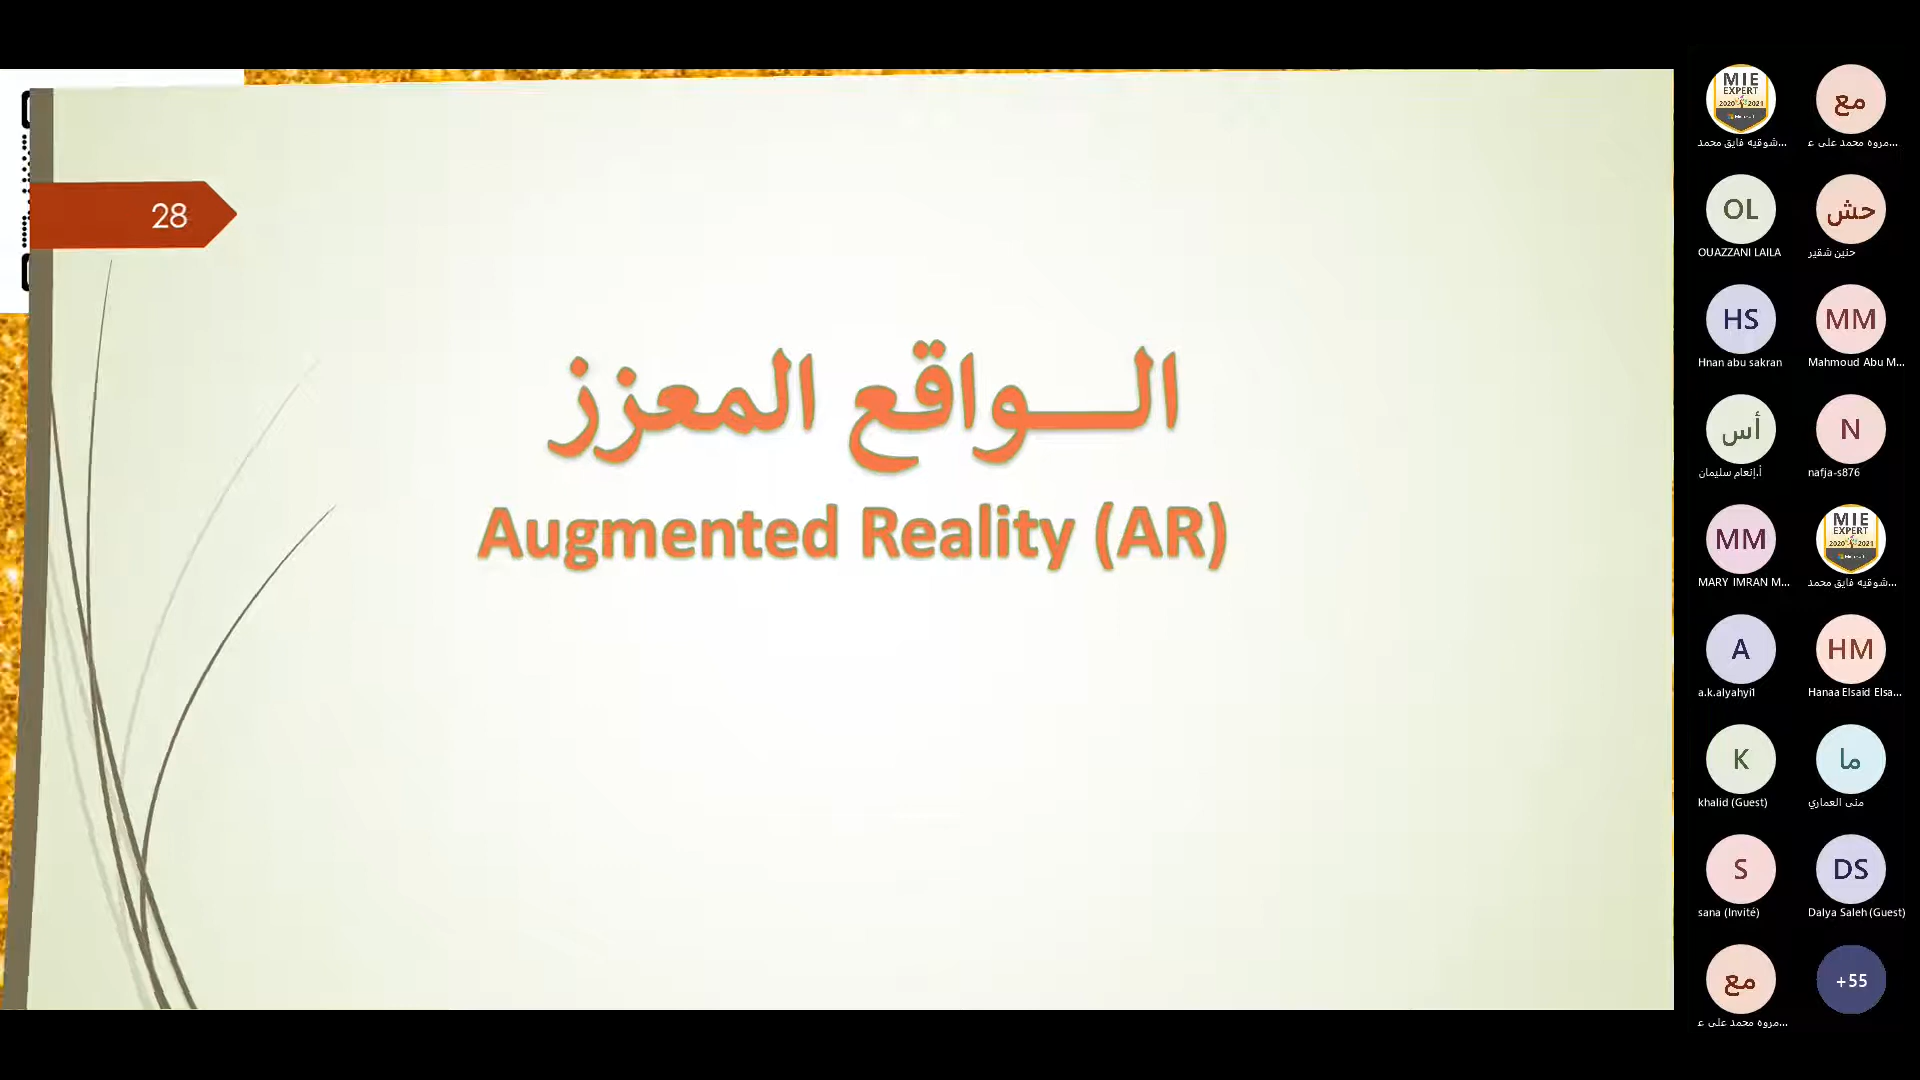 28
الـــواقع المعزز
Augmented Reality (AR)
MIE
EXPERT
2020 2021
شوقيه فايق محمد...
مع
مروه محمد على ع...
OL
OUAZZANI LAILA
حش
حنين شقير
HS
Hnan abu sakran
MM
Mahmoud Abu M...
أس
أ.إنعام سليمان
N
nafja-s876
MM
MARY IMRAN M...
MIE
EXPERT
2020 2021
شوقيه فايق محمد...
A
a.k.alyahyi1
HM
Hanaa Elsaid Elsa...
K
khalid (Guest)
ما
منى العماري
S
sana (Invité)
DS
Dalya Saleh (Guest)
مع
مروه محمد على ع...
+55